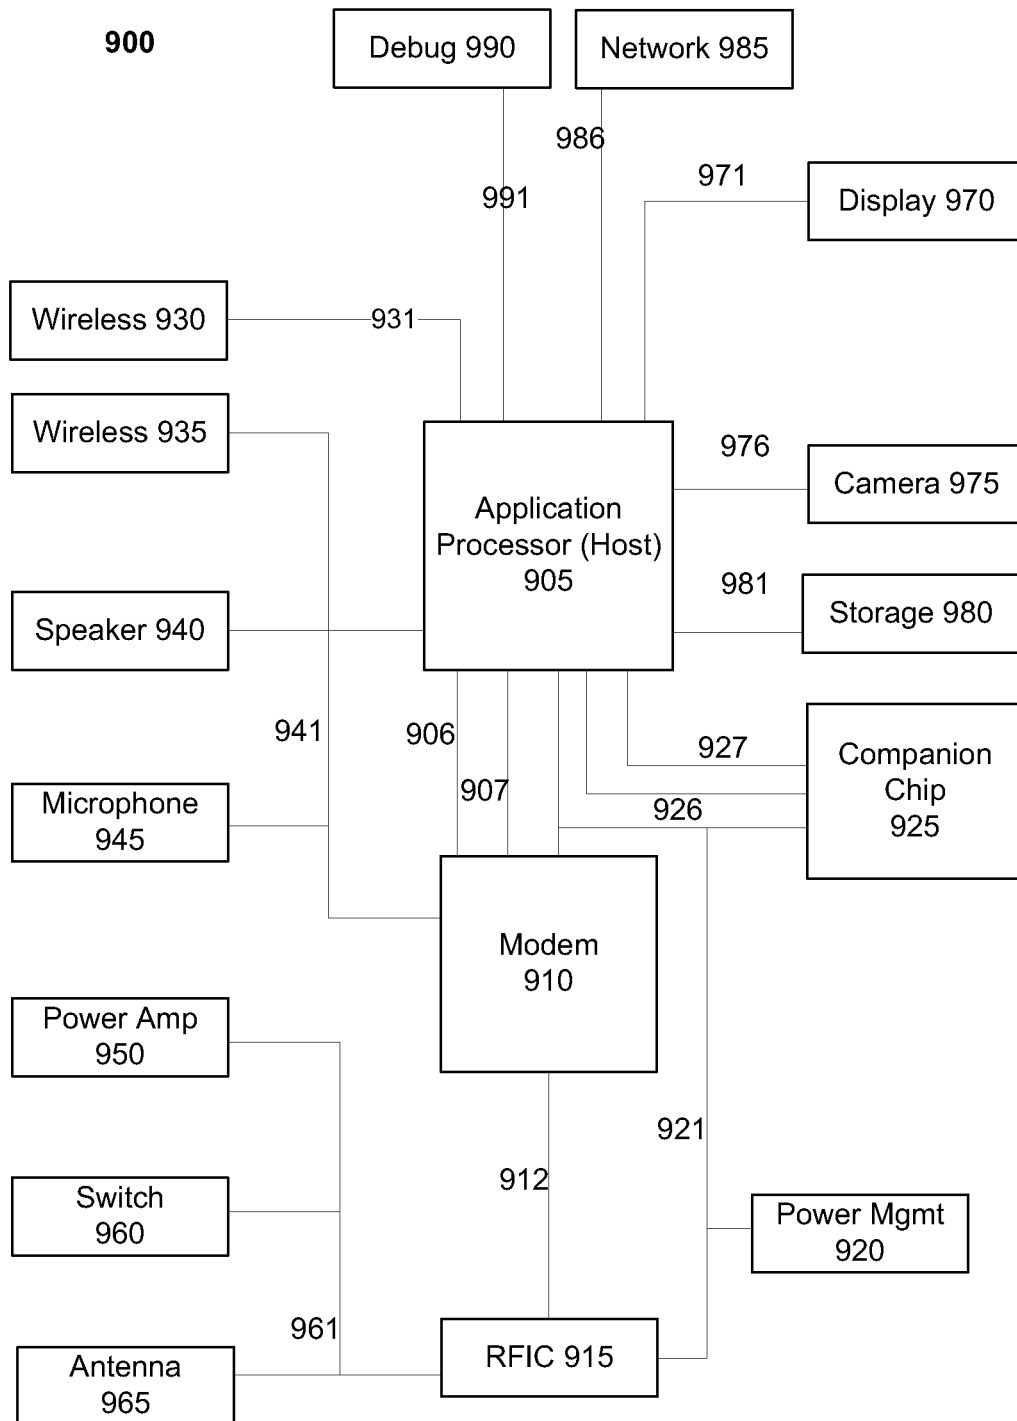 900
Debug 990
Network 985
986
991
971
Display 970
Wireless 930
931
Wireless 935
976
Camera 975
Application
Processor (Host)
905
981
Storage 980
Speaker 940
941
906
907
927
926
Companion
Chip
925
Microphone
945
Modem
910
Power Amp
950
921
912
Switch
960
Power Mgmt
920
961
RFIC 915
Antenna
965